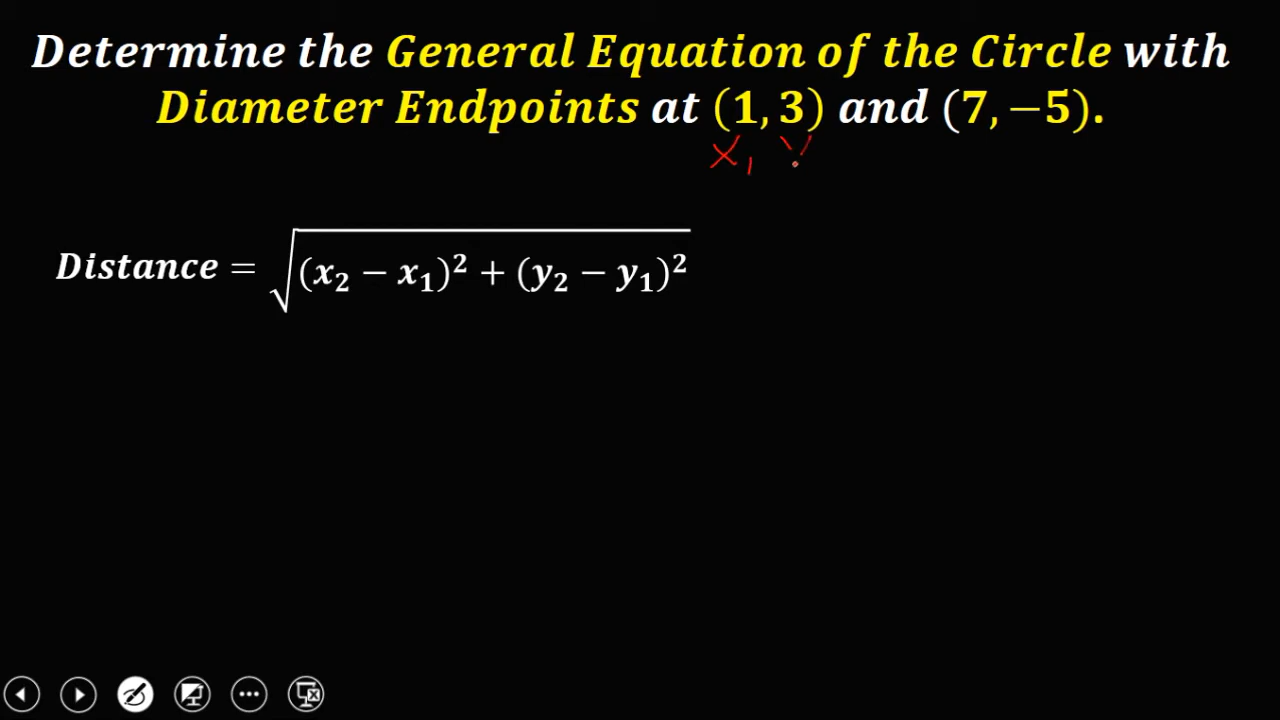 Determine the General Equation of the Circle with
Diameter Endpoints at (1, 3) and (7, −5).
X₁ Y
Distance = √((x₂ − x₁)² + (y₂ − y₁)²)